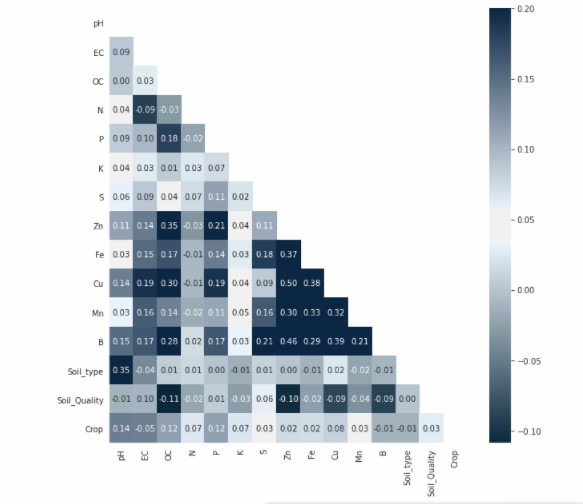 pH
EC 0.09
OC 0.00 0.03
N 0.04 -0.09 -0.03
P 0.09 0.10 0.18 -0.02
K 0.04 0.03 0.01 0.03 0.07
S 0.06 0.09 0.04 0.07 0.11 0.02
Zn 0.11 0.14 0.35 -0.03 0.21 0.04 0.11
Fe 0.03 0.15 0.17 -0.01 0.14 0.03 0.18 0.37
Cu 0.14 0.19 0.30 -0.01 0.19 0.04 0.09 0.50 0.38
Mn 0.03 0.16 0.14 -0.02 0.11 0.05 0.16 0.30 0.33 0.32
B 0.15 0.17 0.28 0.02 0.17 0.03 0.21 0.46 0.29 0.39 0.21
Soil_type 0.35 -0.04 0.01 0.01 0.00 -0.01 0.01 0.00 -0.01 0.02 -0.02 -0.01
Soil_Quality -0.01 0.10 -0.11 -0.02 0.01 -0.03 0.06 -0.10 -0.02 -0.09 -0.04 -0.09 0.00
Crop 0.14 -0.05 0.12 0.07 0.12 0.07 0.03 0.02 0.02 0.08 0.03 -0.01 -0.01 0.03
pH EC OC N P K S Zn Fe Cu Mn B Soil_type Soil_Quality Crop
0.20
0.15
0.10
0.05
0.00
−0.05
−0.10